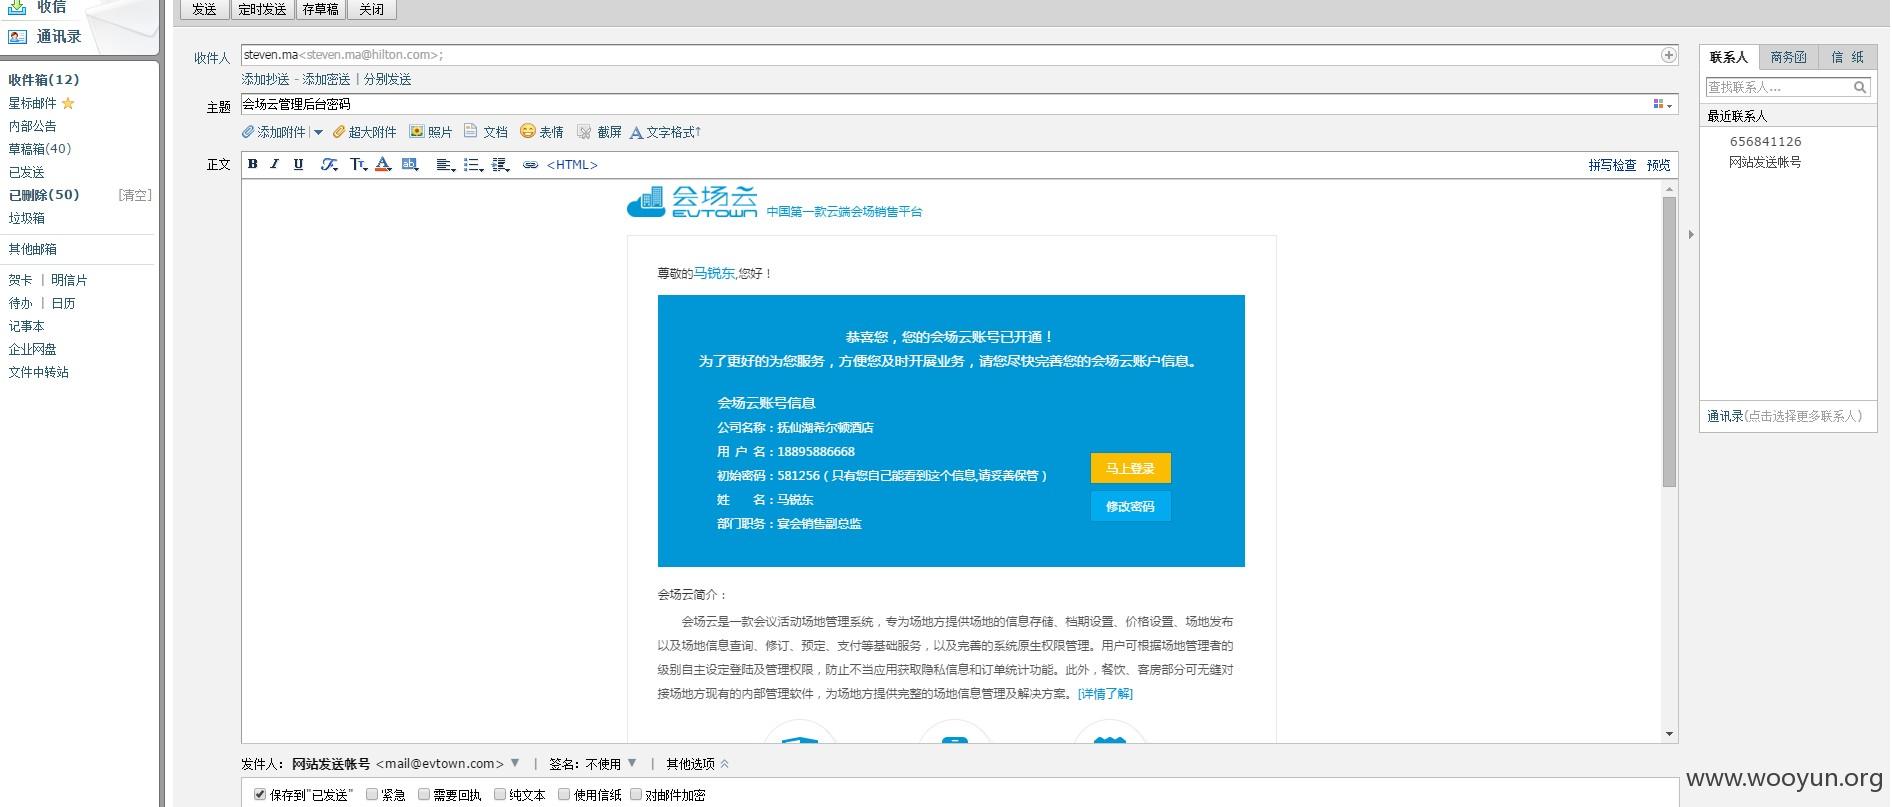 收信
通讯录
收件箱(12)
星标邮件
内部公告
草稿箱(40)
已发送
已删除(50) [清空]
垃圾箱
其他邮箱
贺卡 | 明信片
待办 | 日历
记事本
企业网盘
文件中转站
发送 定时发送 存草稿 关闭
收件人 steven.ma<steven.ma@hilton.com>;
添加抄送 - 添加密送 | 分别发送
主题 会场云管理后台密码
添加附件 超大附件 照片 文档 表情 截屏 文字格式↑
正文 B I U <HTML> 拼写检查 预览
会场云
EVTOWN 中国第一款云端会场销售平台
尊敬的马锐东,您好！
恭喜您，您的会场云账号已开通！
为了更好的为您服务，方便您及时开展业务，请您尽快完善您的会场云账户信息。
会场云账号信息
公司名称：抚仙湖希尔顿酒店
用 户 名：18895886668
初始密码：581256（只有您自己能看到这个信息,请妥善保管）
姓 名：马锐东
部门职务：宴会销售副总监
马上登录
修改密码
会场云简介：
会场云是一款会议活动场地管理系统，专为场地方提供场地的信息存储、档期设置、价格设置、场地发布
以及场地信息查询、修订、预定、支付等基础服务，以及完善的系统原生权限管理。用户可根据场地管理者的
级别自主设定登陆及管理权限，防止不当应用获取隐私信息和订单统计功能。此外，餐饮、客房部分可无缝对
接场地方现有的内部管理软件，为场地方提供完整的场地信息管理及解决方案。[详情了解]
发件人：网站发送帐号 <mail@evtown.com> | 签名：不使用 | 其他选项
保存到"已发送" 紧急 需要回执 纯文本 使用信纸 对邮件加密
联系人 商务函 信 纸
查找联系人...
最近联系人
656841126
网站发送帐号
通讯录(点击选择更多联系人)
www.wooyun.org